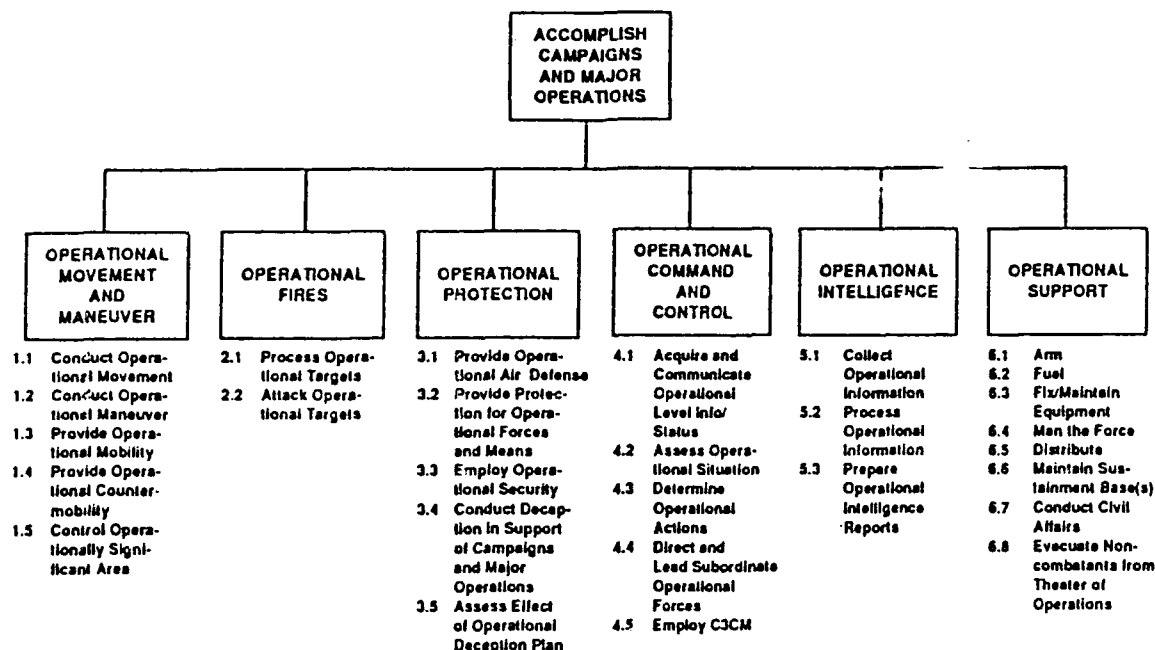 ACCOMPLISH
CAMPAIGNS
AND MAJOR
OPERATIONS
OPERATIONAL
MOVEMENT
AND
MANEUVER
1.1 Conduct Opera-
tional Movement
1.2 Conduct Operational
tional Maneuver
1.3 Provide Opera-
tional Mobility
1.4 Provide Opera-
tional Counter-
mobility
1.5 Control Opera-
tionally Signi-
ficant Area
OPERATIONAL
FIRES
2.1 Process Opera-
tional Targets
2.2 Attack Opera-
tional Targets
OPERATIONAL
PROTECTION
3.1 Provide Opera-
tional Air Defense
3.2 Provide Protec-
tion for Opera-
tional Forces
and Means
3.3 Employ Opera-
tional Security
3.4 Conduct Decep-
tion in Support
of Campaigns
and Major
Operations
3.5 Assess Effect
of Operational
Deception Plan
OPERATIONAL
COMMAND
AND
CONTROL
4.1 Acquire and
Communicate
Operational
Level Info/
Status
4.2 Assess Opera-
tional Situation
4.3 Determine
Operational
Actions
4.4 Direct and
Lead Subordinate
Operational
Forces
4.5 Employ C3CM
OPERATIONAL
INTELLIGENCE
5.1 Collect
Operational
Information
5.2 Process
Operational
Information
5.3 Prepare
Operational
Intelligence
Reports
OPERATIONAL
SUPPORT
6.1 Arm
6.2 Fuel
6.3 Fix/Maintain
Equipment
6.4 Man the Force
6.5 Distribute
6.6 Maintain Sus-
tainment Base(s)
6.7 Conduct Civil
Affairs
6.8 Evacuate Non-
combatants from
Theater of
Operations